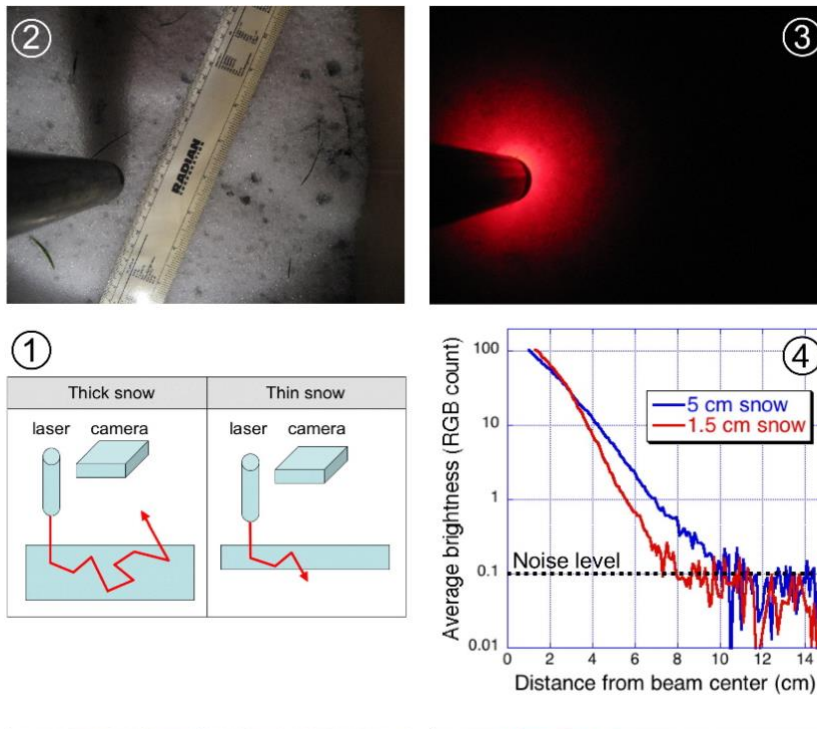 ②
③
RADIAN
①
Thick snow
Thin snow
laser
camera
laser
camera
④
Average brightness (RGB count)
100
10
1
0.1
0.01
5 cm snow
1.5 cm snow
Noise level
0 2 4 6 8 10 12 14
Distance from beam center (cm)